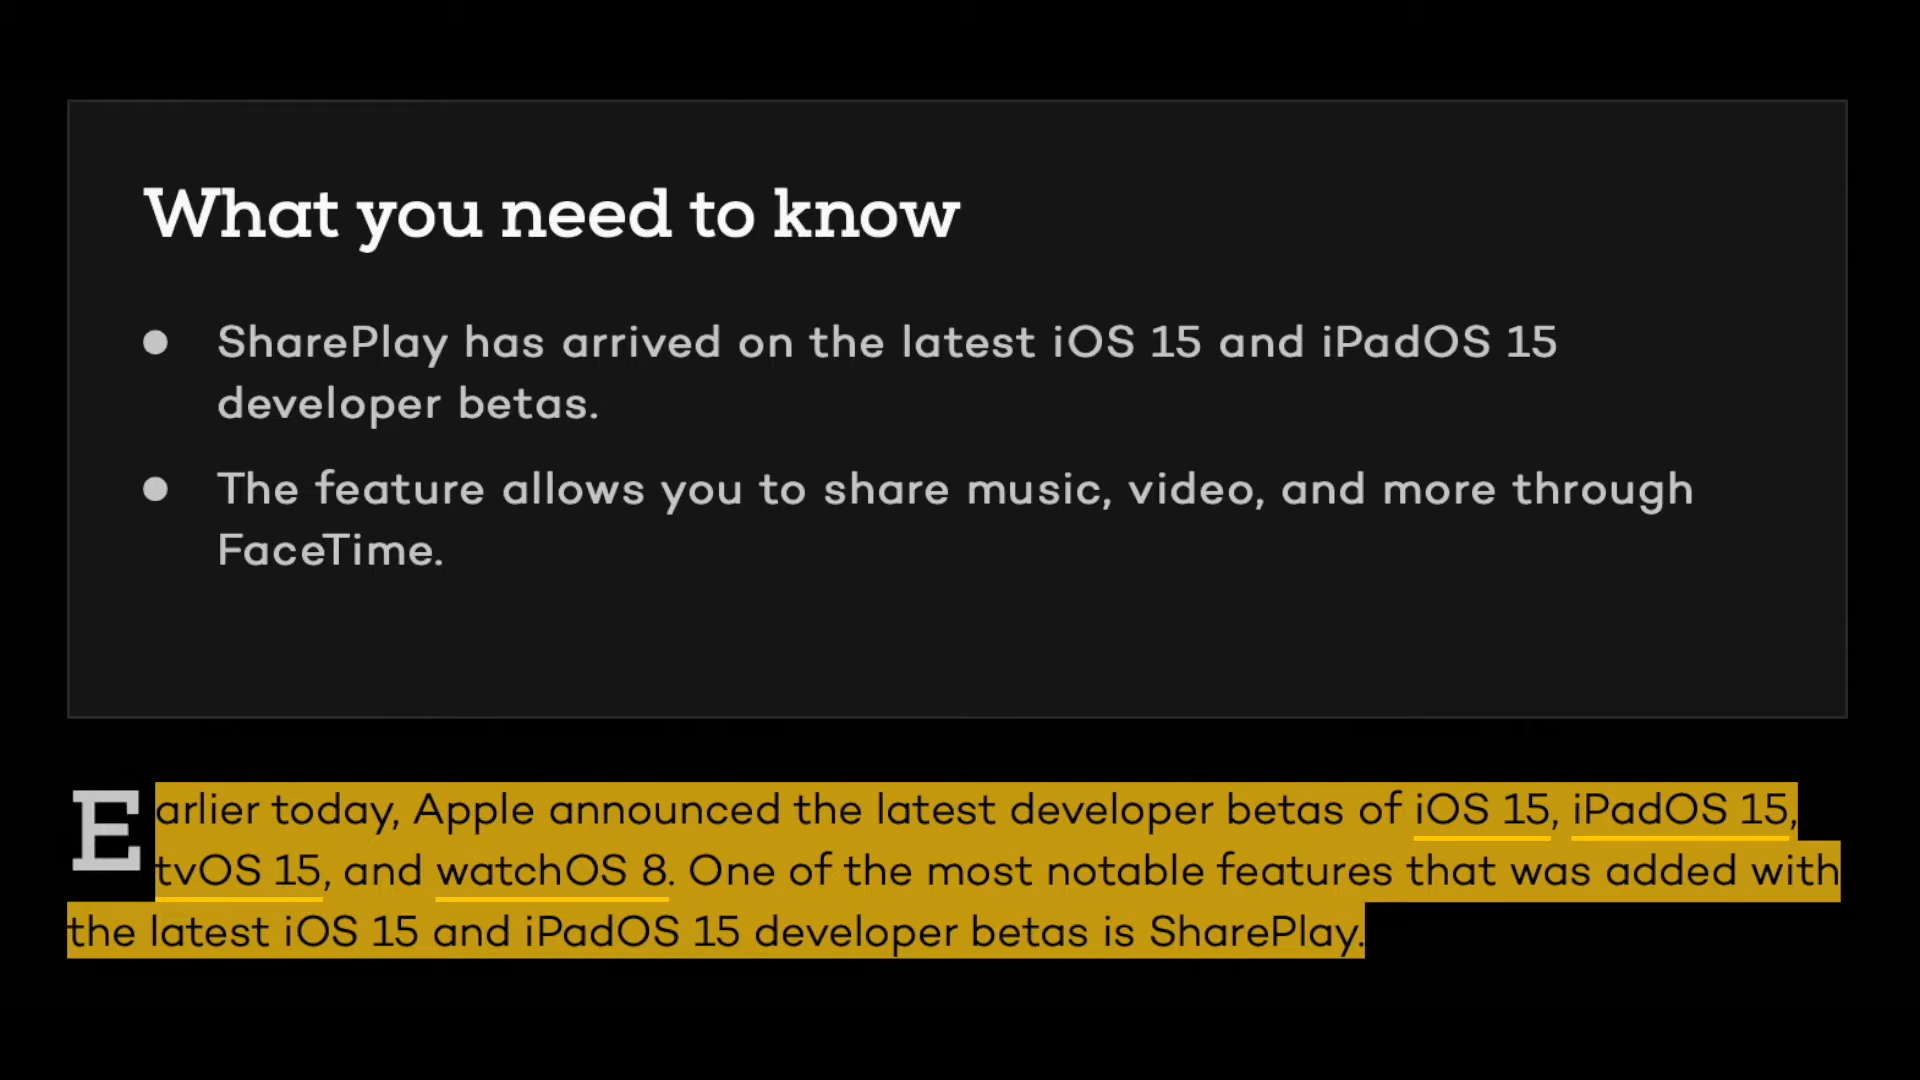 What you need to know
● SharePlay has arrived on the latest iOS 15 and iPadOS 15
developer betas.
● The feature allows you to share music, video, and more through
FaceTime.
Earlier today, Apple announced the latest developer betas of iOS 15, iPadOS 15,
tvOS 15, and watchOS 8. One of the most notable features that was added with
the latest iOS 15 and iPadOS 15 developer betas is SharePlay.